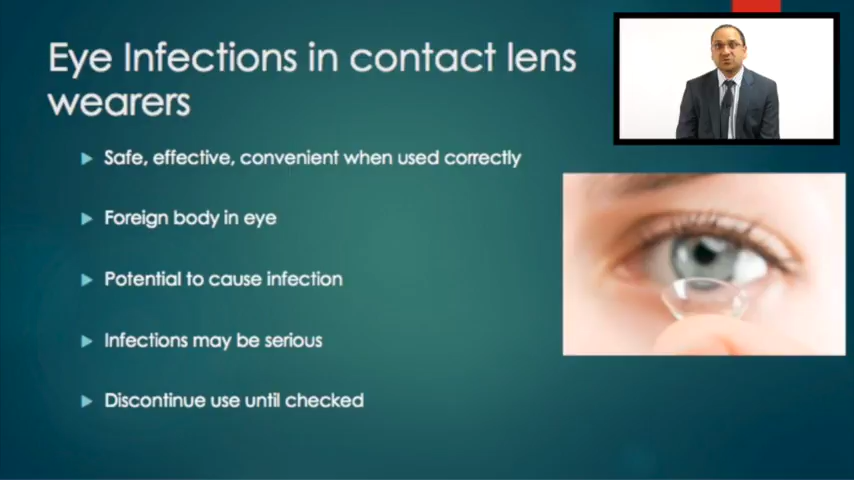 Eye Infections in contact lens
wearers
Safe, effective, convenient when used correctly
Foreign body in eye
Potential to cause infection
Infections may be serious
Discontinue use until checked